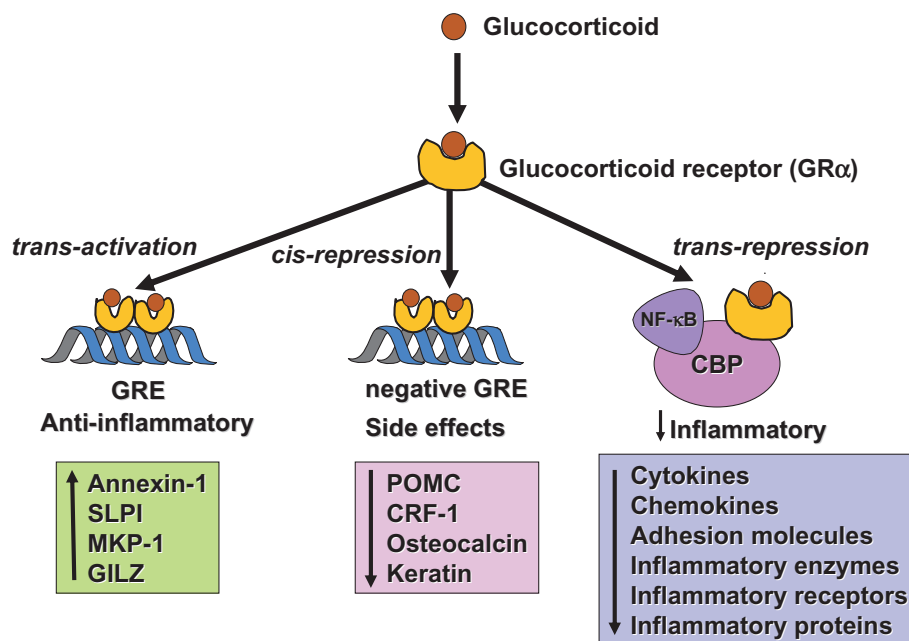 Glucocorticoid
Glucocorticoid receptor (GRα)
trans-activation
cis-repression
trans-repression
NF-κB
CBP
GRE
Anti-inflammatory
negative GRE
Side effects
Inflammatory
Annexin-1
SLPI
MKP-1
GILZ
POMC
CRF-1
Osteocalcin
Keratin
Cytokines
Chemokines
Adhesion molecules
Inflammatory enzymes
Inflammatory receptors
Inflammatory proteins